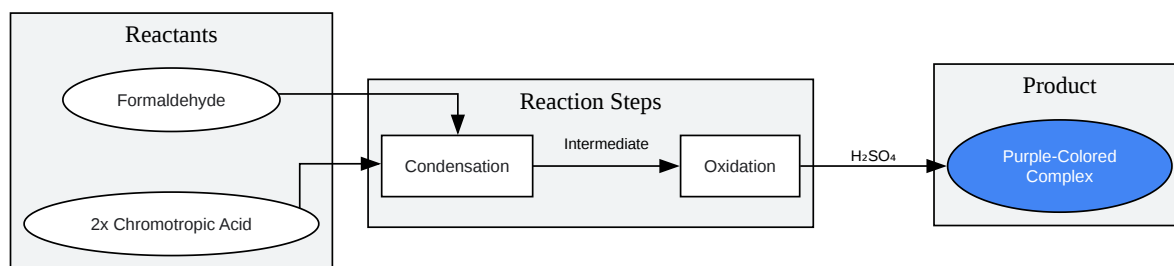 Reactants
Formaldehyde
2x Chromotropic Acid
Reaction Steps
Condensation
Intermediate
Oxidation
H₂SO₄
Product
Purple-Colored
Complex